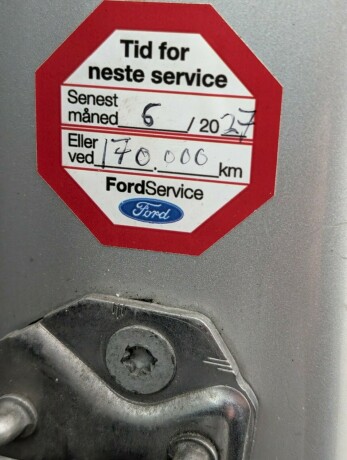 Tid for
neste service
Senest
måned 6 / 2027
Eller
ved 170.000 km
FordService
Ford